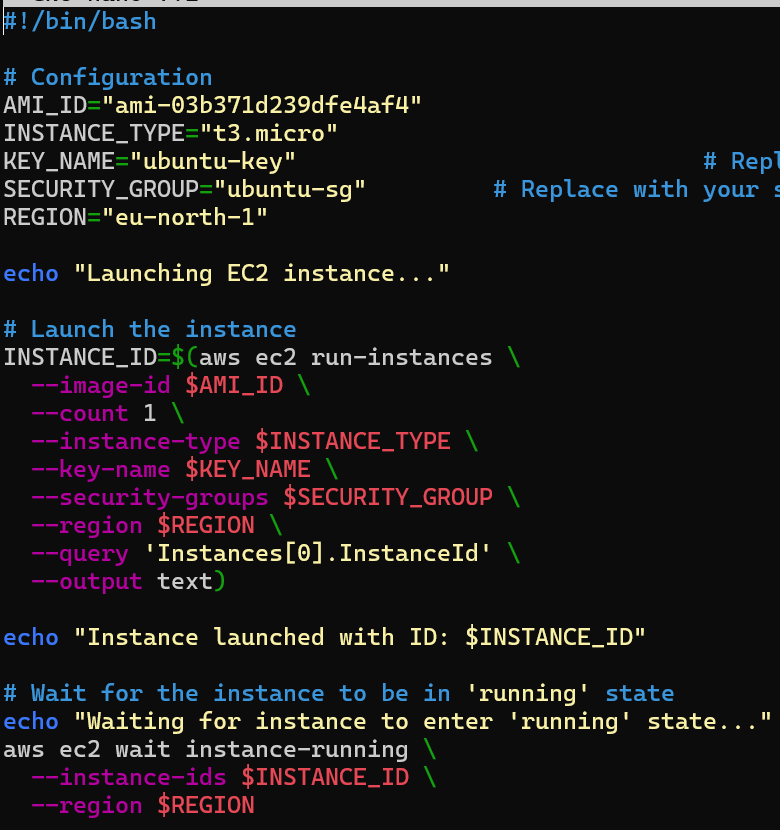 #!/bin/bash
# Configuration
AMI_ID="ami-03b371d239dfe4af4"
INSTANCE_TYPE="t3.micro"
KEY_NAME="ubuntu-key" # Repl
SECURITY_GROUP="ubuntu-sg" # Replace with your s
REGION="eu-north-1"
echo "Launching EC2 instance..."
# Launch the instance
INSTANCE_ID=$(aws ec2 run-instances \
--image-id $AMI_ID \
--count 1 \
--instance-type $INSTANCE_TYPE \
--key-name $KEY_NAME \
--security-groups $SECURITY_GROUP \
--region $REGION \
--query 'Instances[0].InstanceId' \
--output text)
echo "Instance launched with ID: $INSTANCE_ID"
# Wait for the instance to be in 'running' state
echo "Waiting for instance to enter 'running' state..."
aws ec2 wait instance-running \
--instance-ids $INSTANCE_ID \
--region $REGION